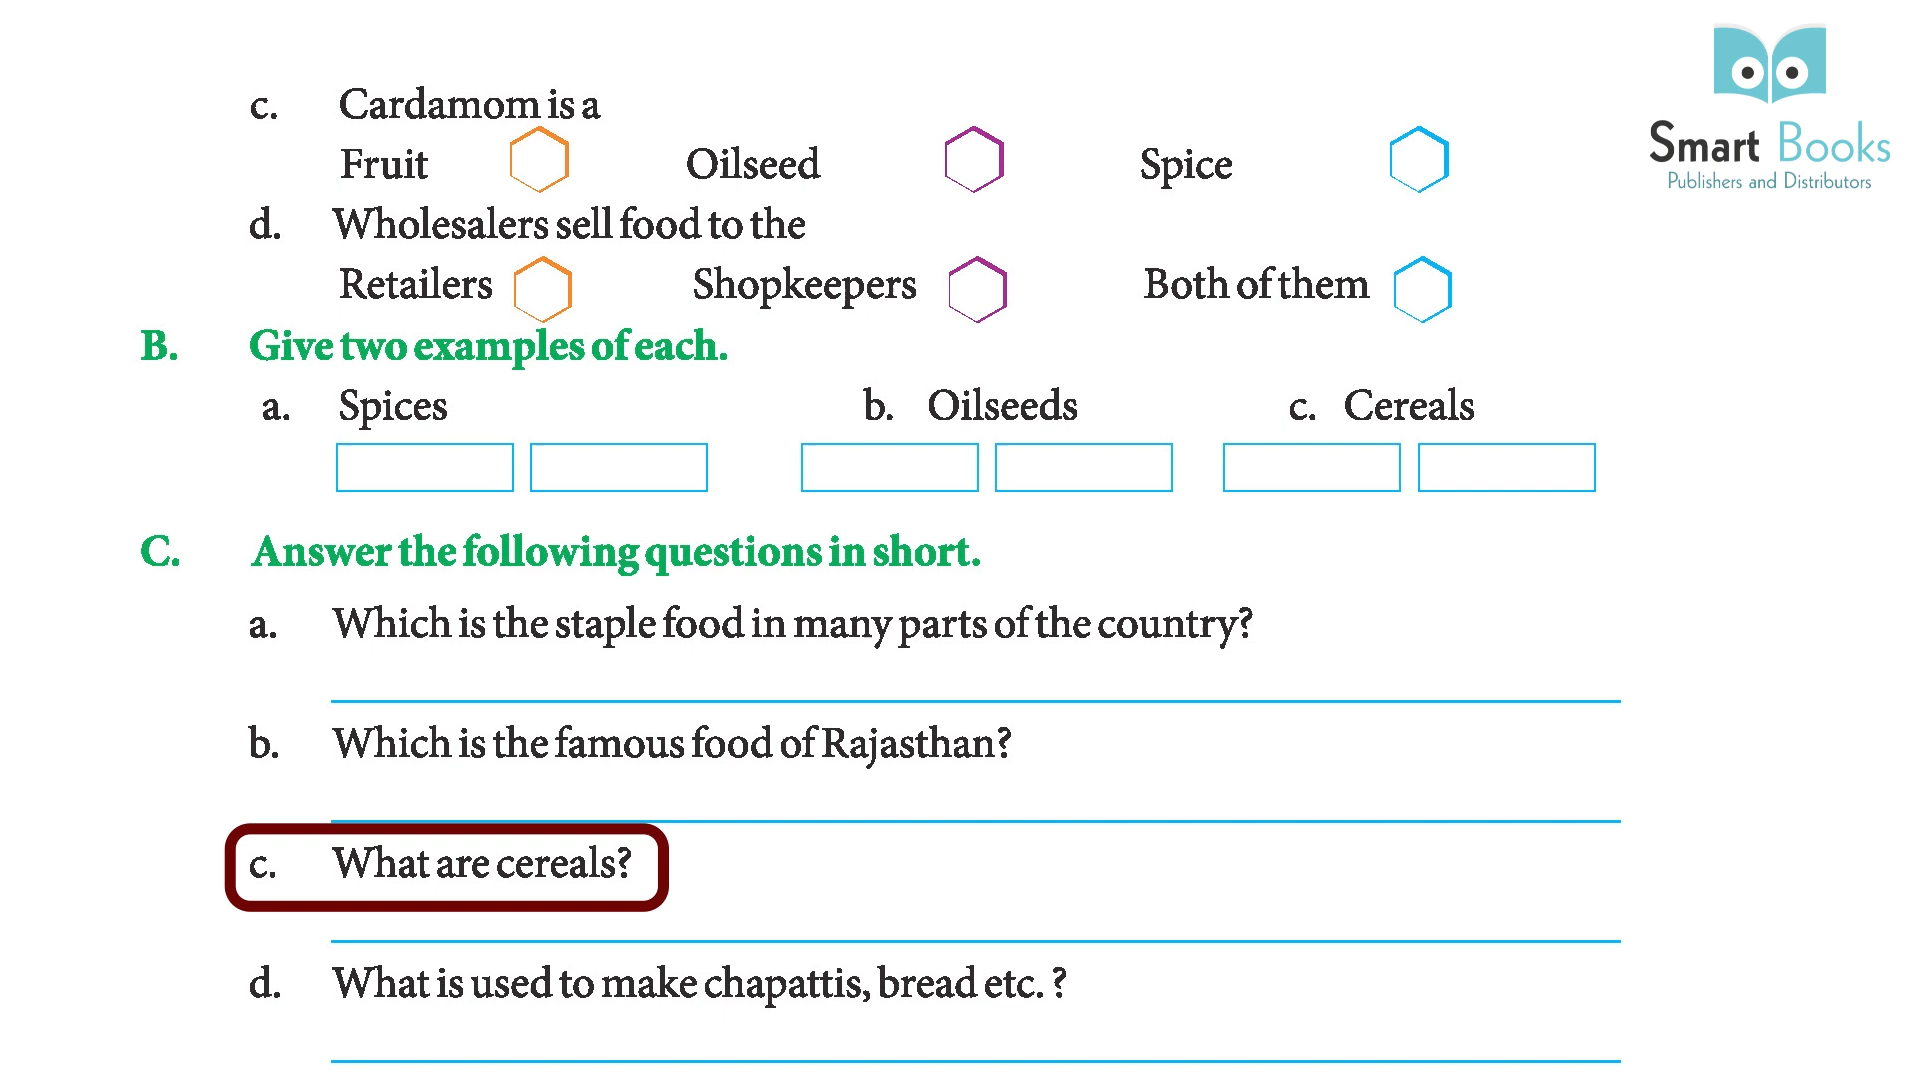 Smart Books
Publishers and Distributors
c. Cardamom is a
Fruit Oilseed Spice
d. Wholesalers sell food to the
Retailers Shopkeepers Both of them
B. Give two examples of each.
a. Spices b. Oilseeds c. Cereals
C. Answer the following questions in short.
a. Which is the staple food in many parts of the country?
b. Which is the famous food of Rajasthan?
c. What are cereals?
d. What is used to make chapattis, bread etc. ?